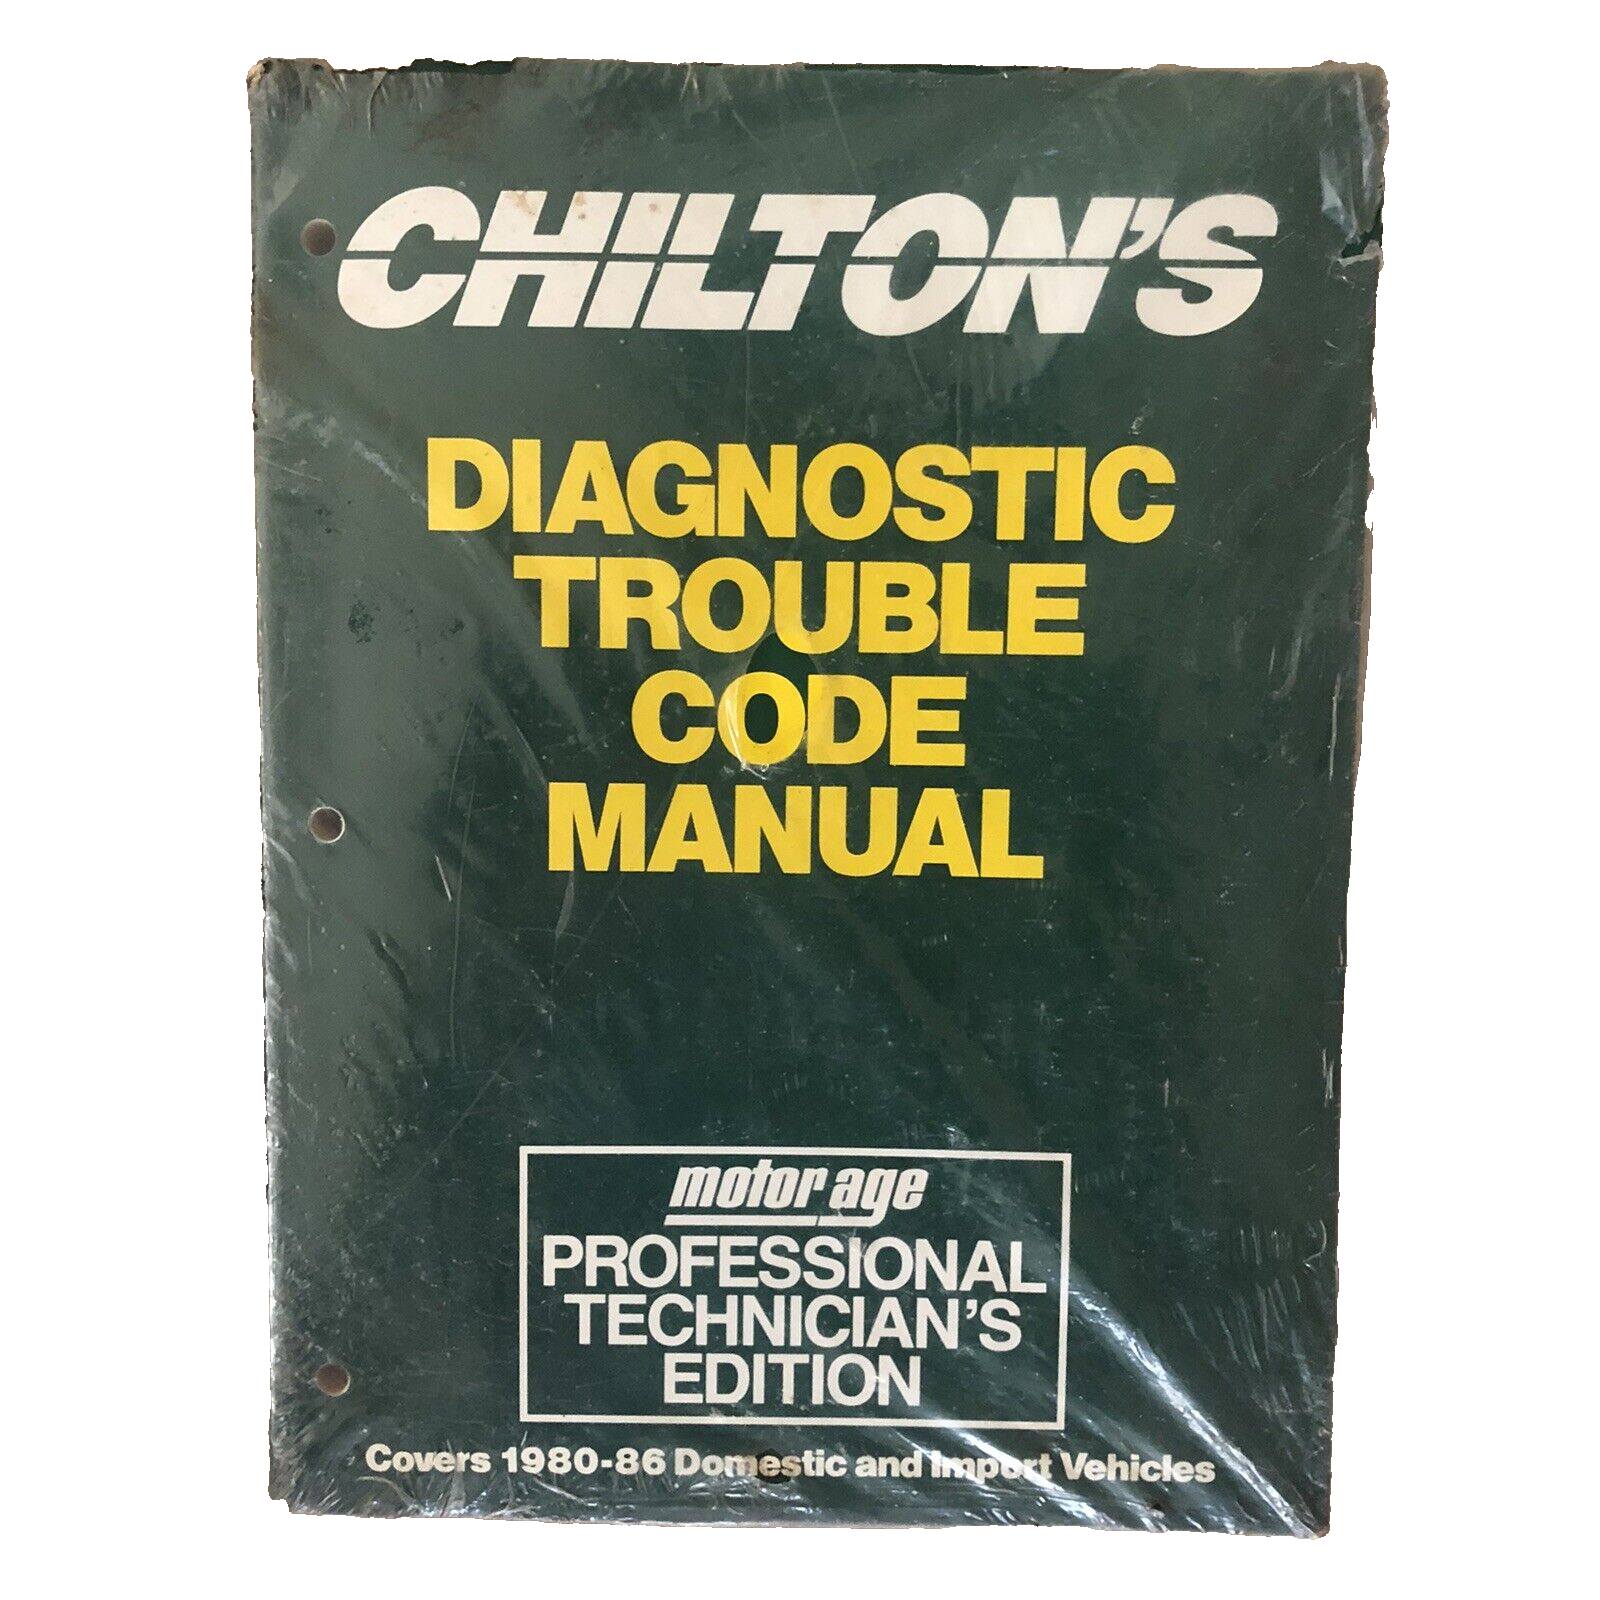 CHILTON'S
DIAGNOSTIC
TROUBLE
CODE
MANUAL
motor age
PROFESSIONAL
TECHNICIAN'S
EDITION
Covers 1980-86 Domestic and Import Vehicles